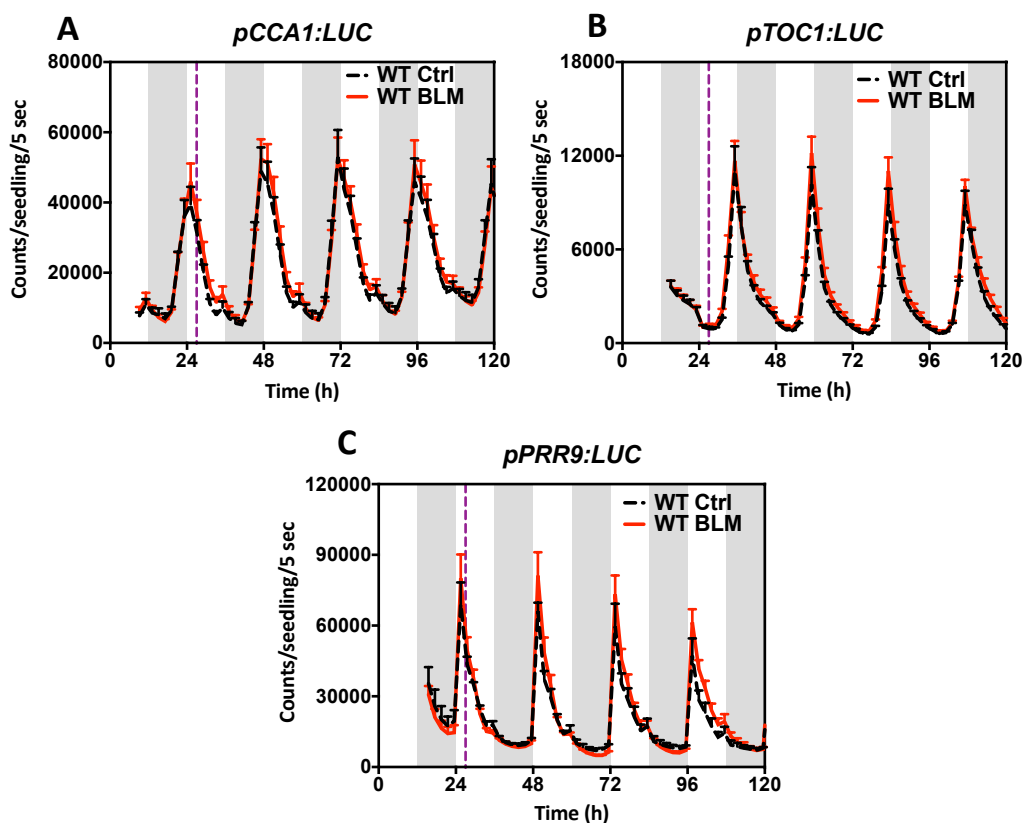 A
pCCA1:LUC
WT Ctrl
WT BLM
80000
60000
40000
20000
0
Counts/seedling/5 sec
0 24 48 72 96 120
Time (h)
B
pTOC1:LUC
WT Ctrl
WT BLM
18000
12000
6000
0
Counts/seedling/5 sec
0 24 48 72 96 120
Time (h)
C
pPRR9:LUC
WT Ctrl
WT BLM
120000
90000
60000
30000
0
Counts/seedling/5 sec
0 24 48 72 96 120
Time (h)